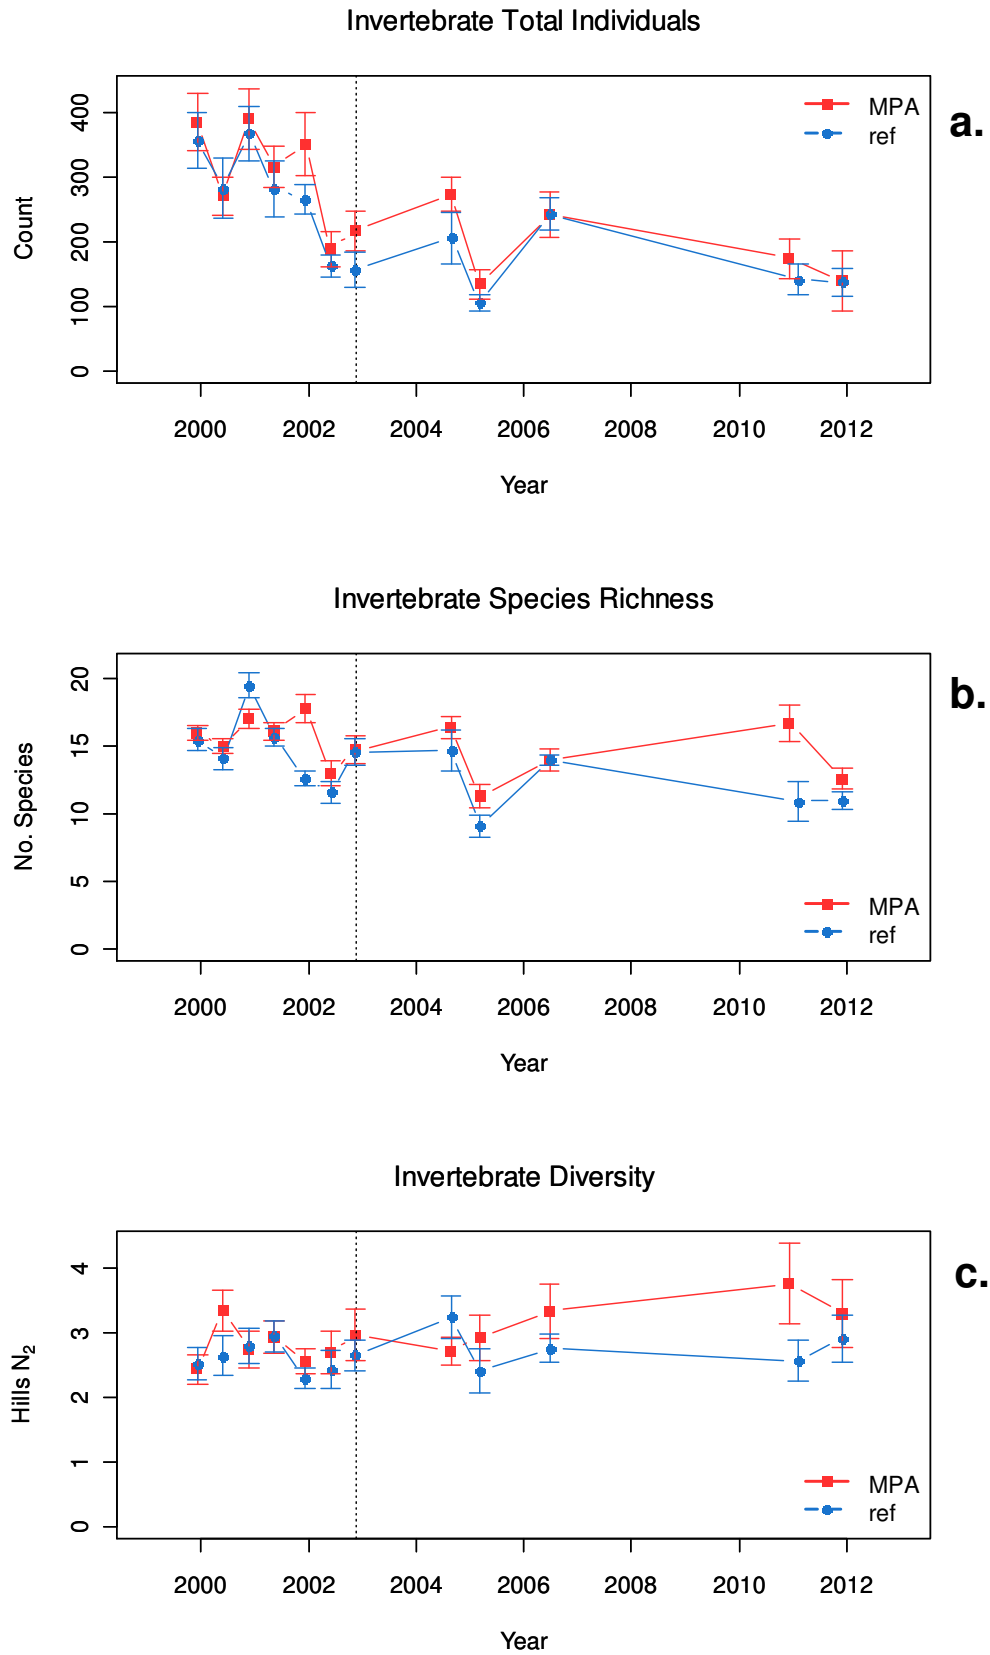 Invertebrate Total Individuals
a.
MPA
ref
Count
0 100 200 300 400
2000 2002 2004 2006 2008 2010 2012
Year
Invertebrate Species Richness
b.
No. Species
0 5 10 15 20
MPA
ref
2000 2002 2004 2006 2008 2010 2012
Year
Invertebrate Diversity
c.
Hills N₂
0 1 2 3 4
MPA
ref
2000 2002 2004 2006 2008 2010 2012
Year